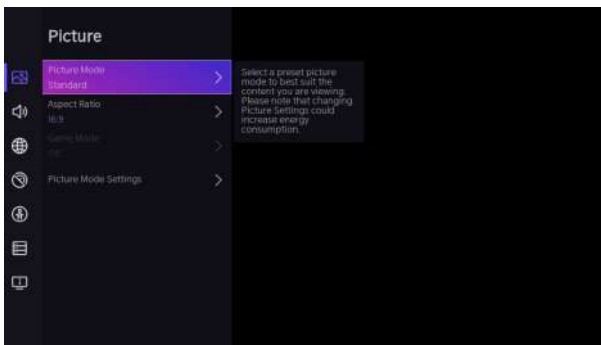 Picture
Picture Mode
Standard
Aspect Ratio
16:9
Game Mode
Off
Picture Mode Settings
Select a preset picture
mode to best suit the
content you are viewing.
Please note that changing
Picture Settings could
increase energy
consumption.